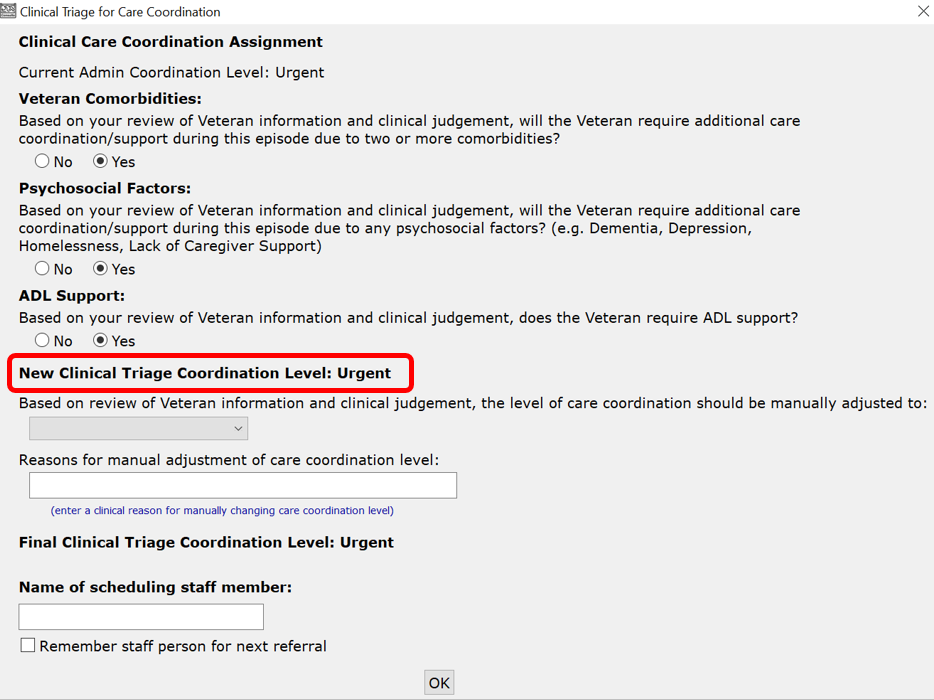 Clinical Triage for Care Coordination
Clinical Care Coordination Assignment
Current Admin Coordination Level: Urgent
Veteran Comorbidities:
Based on your review of Veteran information and clinical judgement, will the Veteran require additional care
coordination/support during this episode due to two or more comorbidities?
No Yes
Psychosocial Factors:
Based on your review of Veteran information and clinical judgement, will the Veteran require additional care
coordination/support during this episode due to any psychosocial factors? (e.g. Dementia, Depression,
Homelessness, Lack of Caregiver Support)
No Yes
ADL Support:
Based on your review of Veteran information and clinical judgement, does the Veteran require ADL support?
No Yes
New Clinical Triage Coordination Level: Urgent
Based on review of Veteran information and clinical judgement, the level of care coordination should be manually adjusted to:
Reasons for manual adjustment of care coordination level:
(enter a clinical reason for manually changing care coordination level)
Final Clinical Triage Coordination Level: Urgent
Name of scheduling staff member:
Remember staff person for next referral
OK